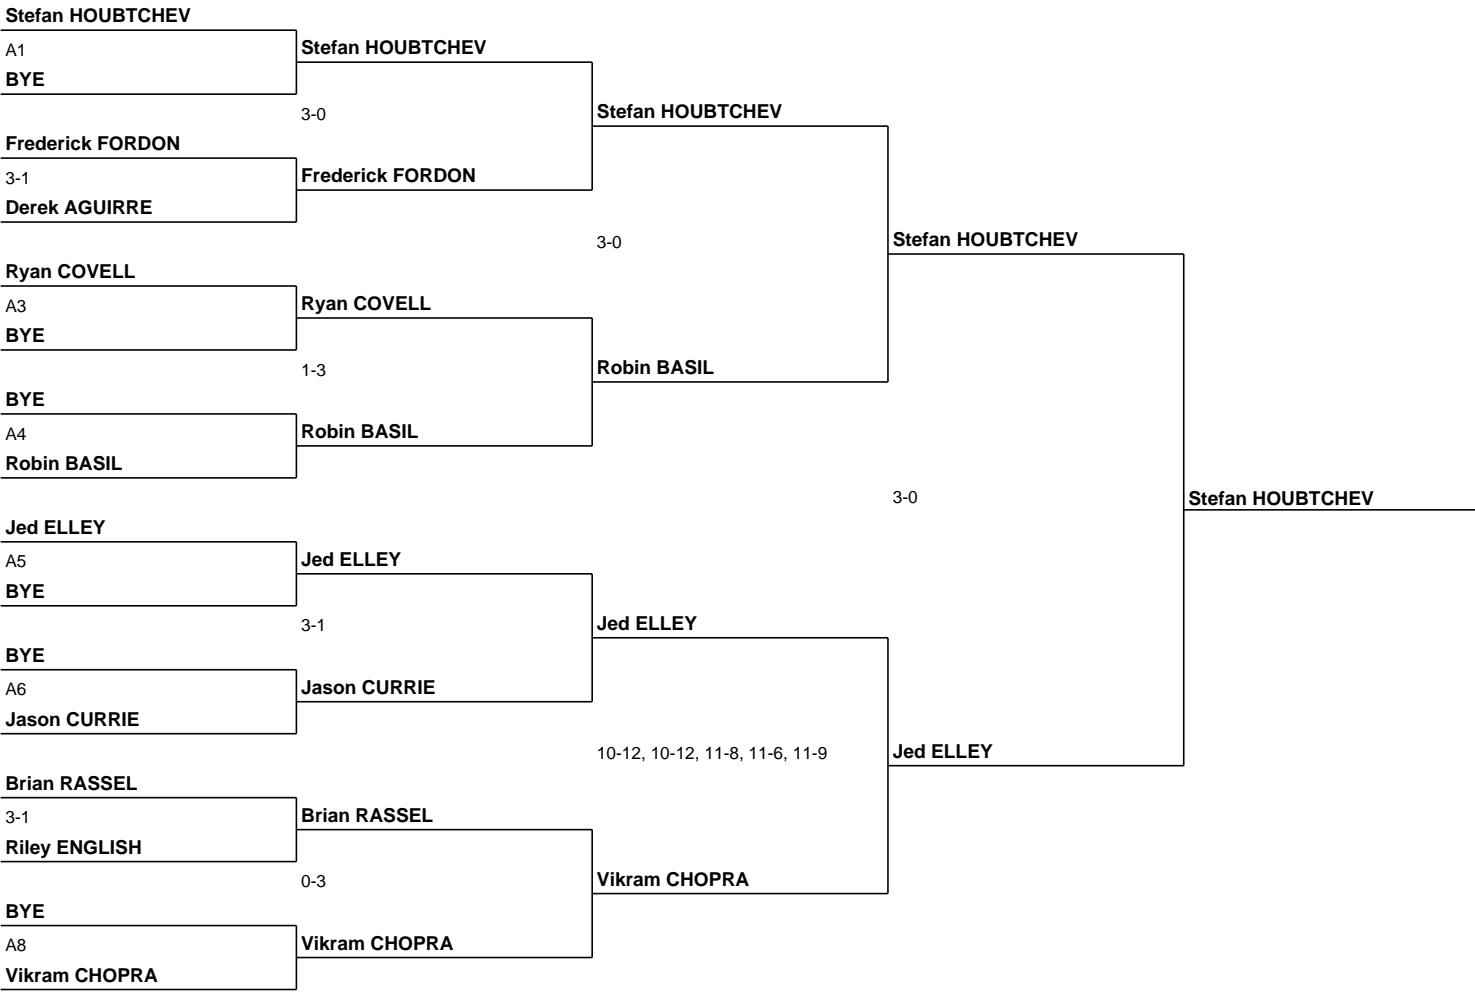 Stefan HOUBTCHEV
A1
BYE
Frederick FORDON
3-1
Derek AGUIRRE
Ryan COVELL
A3
BYE
BYE
A4
Robin BASIL
Jed ELLEY
A5
BYE
BYE
A6
Jason CURRIE
Brian RASSEL
3-1
Riley ENGLISH
BYE
A8
Vikram CHOPRA
Stefan HOUBTCHEV
3-0
Frederick FORDON
Ryan COVELL
1-3
Robin BASIL
Jed ELLEY
3-1
Jason CURRIE
Brian RASSEL
0-3
Vikram CHOPRA
Stefan HOUBTCHEV
3-0
Robin BASIL
Jed ELLEY
10-12, 10-12, 11-8, 11-6, 11-9
Vikram CHOPRA
Stefan HOUBTCHEV
3-0
Jed ELLEY
Stefan HOUBTCHEV